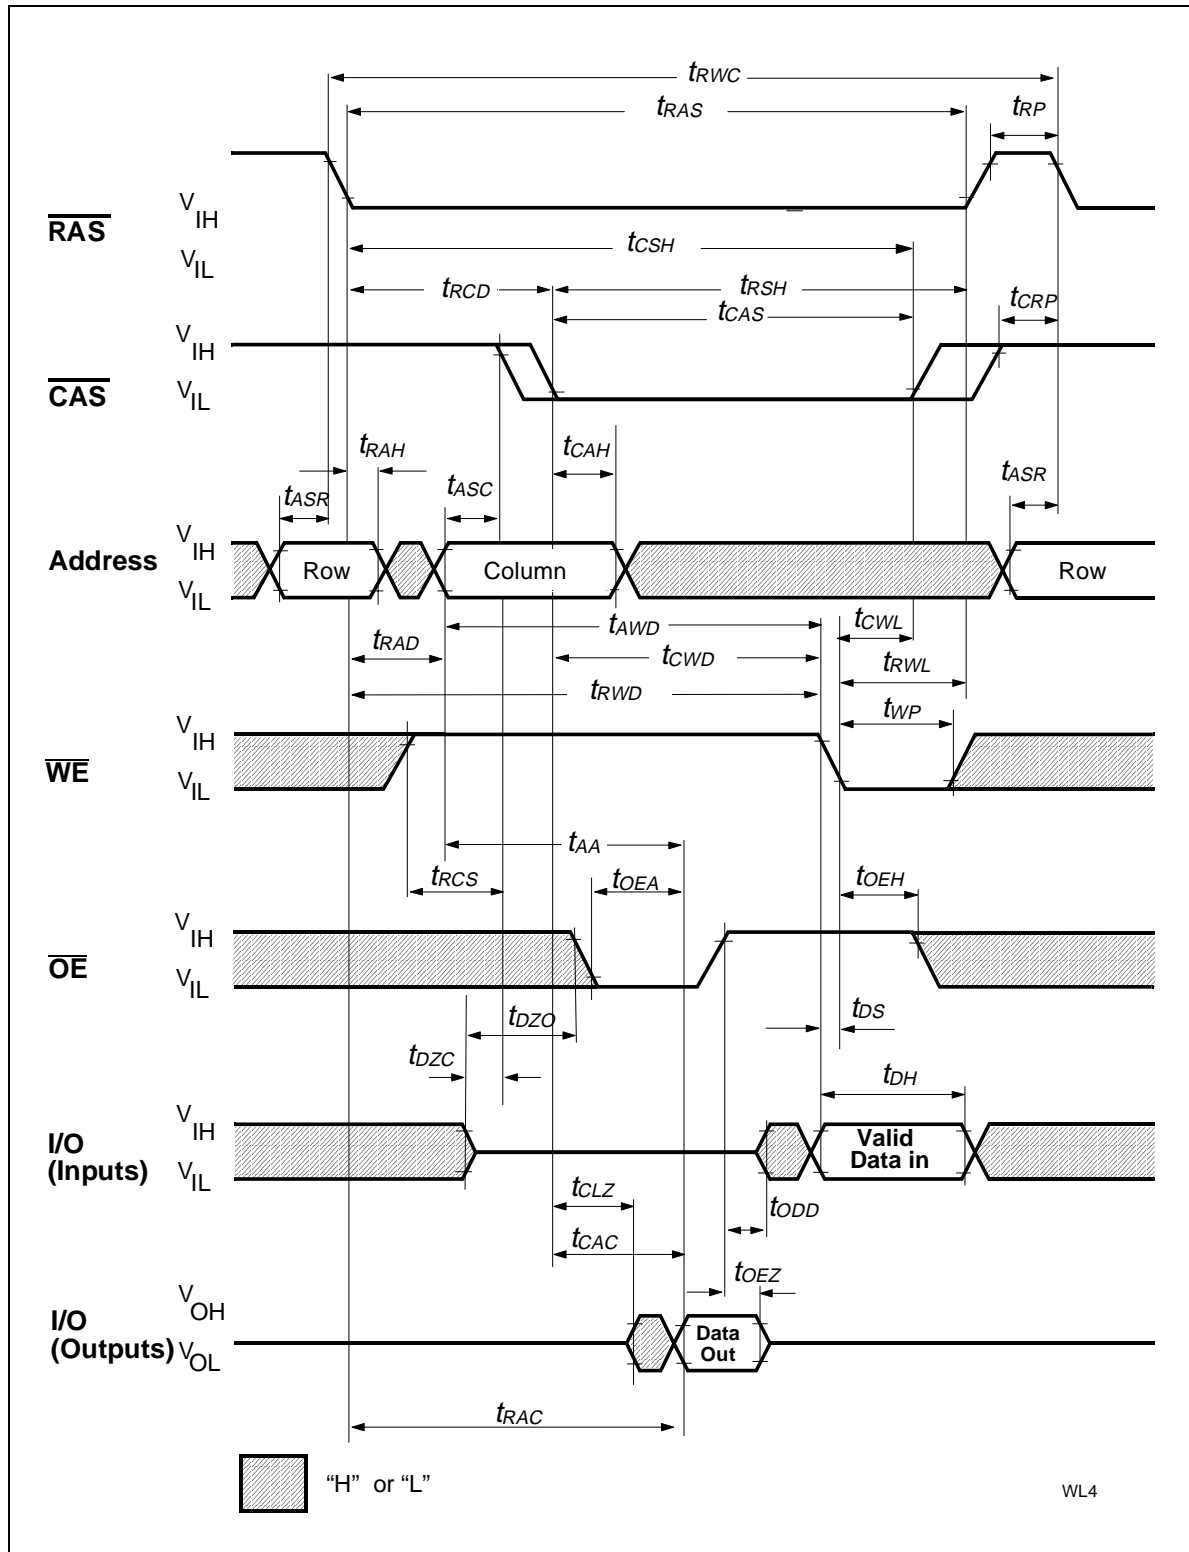 tRWC
tRAS
tRP
VIH
RAS
VIL
tCSH
tRCD
tRSH
tCAS
tCRP
VIH
CAS
VIL
tRAH
tCAH
tASR
tASC
tASR
Address
VIH
VIL
Row
Column
Row
tAWD
tCWL
tRAD
tCWD
tRWL
tRWD
tWP
VIH
WE
VIL
tAA
tRCS
tOEA
tOEH
VIH
OE
VIL
tDZO
tDS
tDZC
tDH
I/O
(Inputs)
VIH
VIL
Valid
Data in
tCLZ
tODD
tCAC
tOEZ
I/O
(Outputs)
VOH
VOL
Data
Out
tRAC
“H” or “L”
WL4